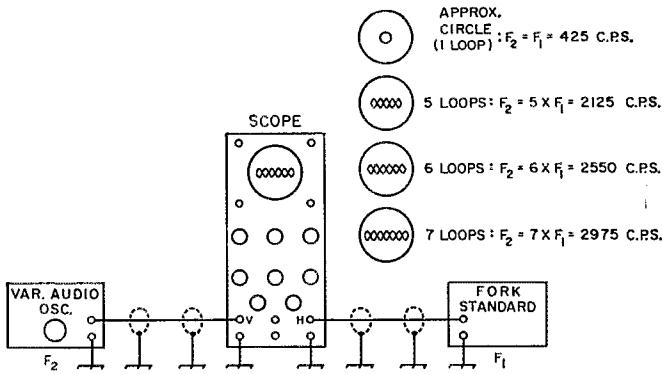 APPROX.
CIRCLE
(1 LOOP) : F₂ = F₁ = 425 C.P.S.
5 LOOPS : F₂ = 5 X F₁ = 2125 C.P.S.
SCOPE
6 LOOPS : F₂ = 6 X F₁ = 2550 C.P.S.
7 LOOPS : F₂ = 7 X F₁ = 2975 C.P.S.
VAR. AUDIO
OSC.
V H
FORK
STANDARD
F₂
F₁